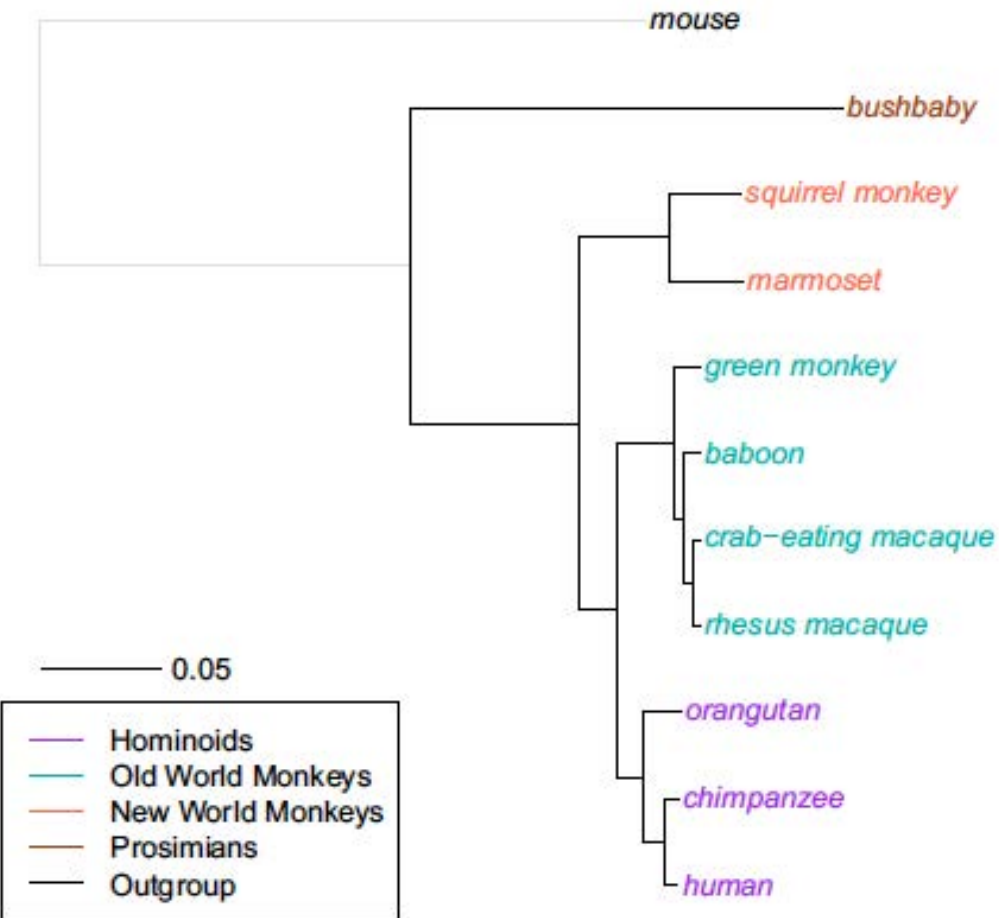 mouse
bushbaby
squirrel monkey
marmoset
green monkey
baboon
crab-eating macaque
rhesus macaque
0.05
orangutan
Hominoids
Old World Monkeys
chimpanzee
New World Monkeys
Prosimians
Outgroup
human